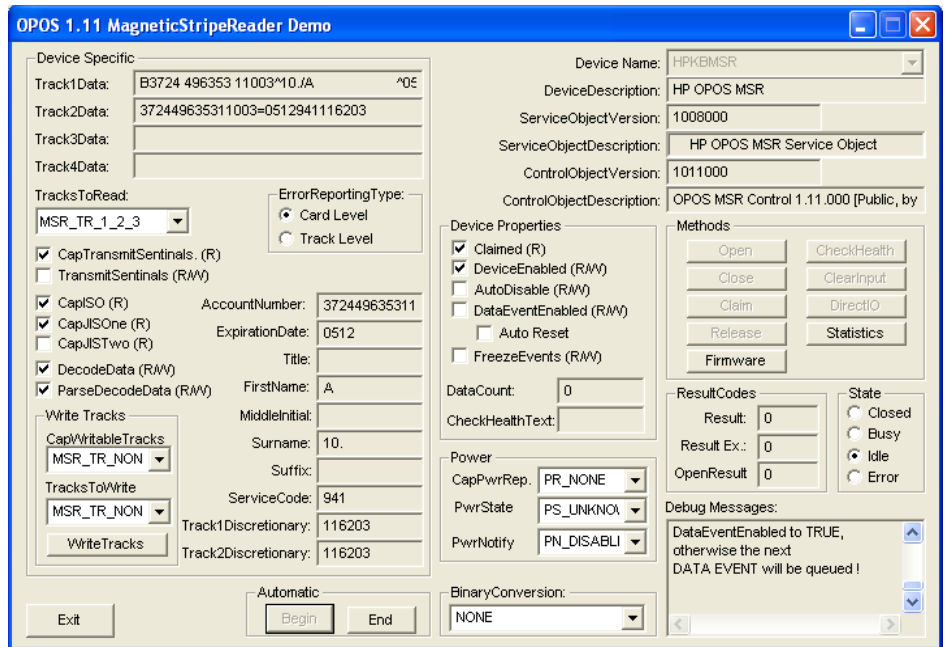 OPOS 1.11 MagneticStripeReader Demo
Device Specific
Track1Data: B3724 496353 11003^10./A ^05
Track2Data: 372449635311003=0512941116203
Track3Data:
Track4Data:
TracksToRead:
MSR_TR_1_2_3
ErrorReportingType:
Card Level
Track Level
CapTransmitSentinals. (R)
TransmitSentinals (R/W)
CapISO (R)
CapJISOne (R)
CapJISTwo (R)
DecodeData (R/W)
ParseDecodeData (R/W)
Write Tracks
CapWritableTracks
MSR_TR_NON
TracksToWrite
MSR_TR_NON
WriteTracks
AccountNumber: 372449635311
ExpirationDate: 0512
Title:
FirstName: A
MiddleInitial:
Surname: 10.
Suffix:
ServiceCode: 941
Track1Discretionary: 116203
Track2Discretionary: 116203
Exit
Automatic
Begin End
Device Name: HPKBMSR
DeviceDescription: HP OPOS MSR
ServiceObjectVersion: 1008000
ServiceObjectDescription: HP OPOS MSR Service Object
ControlObjectVersion: 1011000
ControlObjectDescription: OPOS MSR Control 1.11.000 [Public, by
Device Properties
Claimed (R)
DeviceEnabled (R/W)
AutoDisable (R/W)
DataEventEnabled (R/W)
Auto Reset
FreezeEvents (R/W)
DataCount: 0
CheckHealthText:
Power
CapPwrRep. PR_NONE
PwrState PS_UNKNO
PwrNotify PN_DISABLI
BinaryConversion:
NONE
Methods
Open CheckHealth
Close ClearInput
Claim DirectIO
Release Statistics
Firmware
ResultCodes
Result: 0
Result Ex.: 0
OpenResult 0
State
Closed
Busy
Idle
Error
Debug Messages:
DataEventEnabled to TRUE,
otherwise the next
DATA EVENT will be queued !